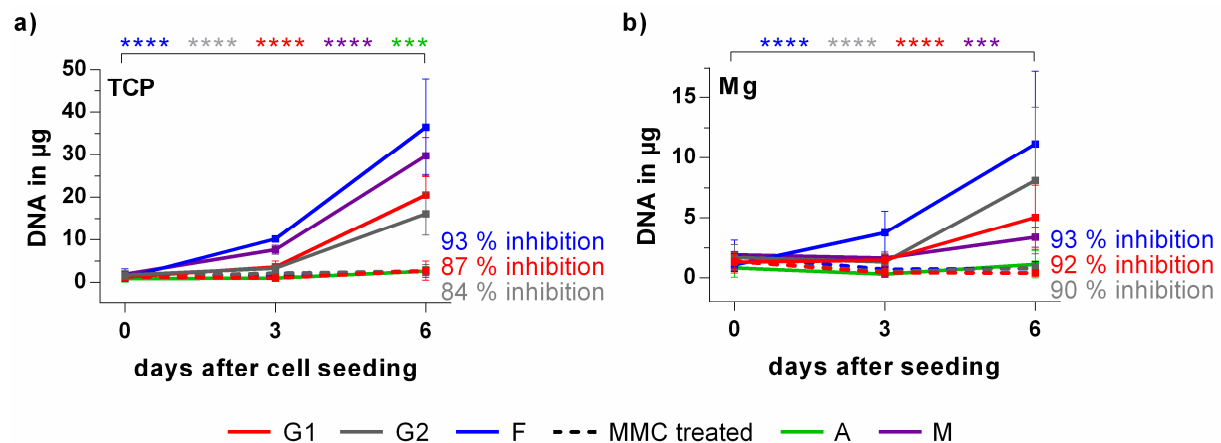 a)
**** **** **** **** ***
TCP
50
40
30
20
10
0
DNA in µg
93 % inhibition
87 % inhibition
84 % inhibition
0 3 6
days after cell seeding
b)
**** **** **** ***
Mg
15
10
5
0
DNA in µg
93 % inhibition
92 % inhibition
90 % inhibition
0 3 6
days after seeding
G1 G2 F MMC treated A M